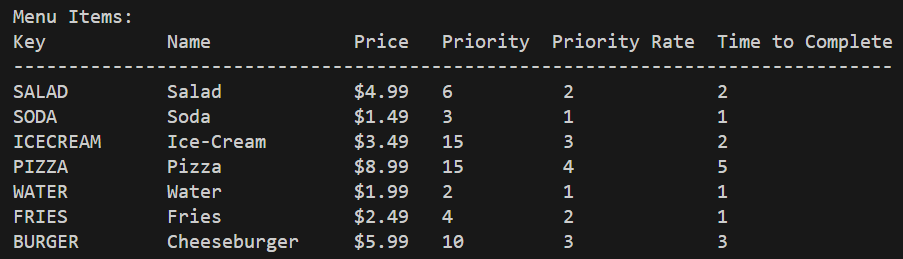 Menu Items:
Key Name Price Priority Priority Rate Time to Complete
--------------------------------------------------------------------------------
SALAD Salad $4.99 6 2 2
SODA Soda $1.49 3 1 1
ICECREAM Ice-Cream $3.49 15 3 2
PIZZA Pizza $8.99 15 4 5
WATER Water $1.99 2 1 1
FRIES Fries $2.49 4 2 1
BURGER Cheeseburger $5.99 10 3 3